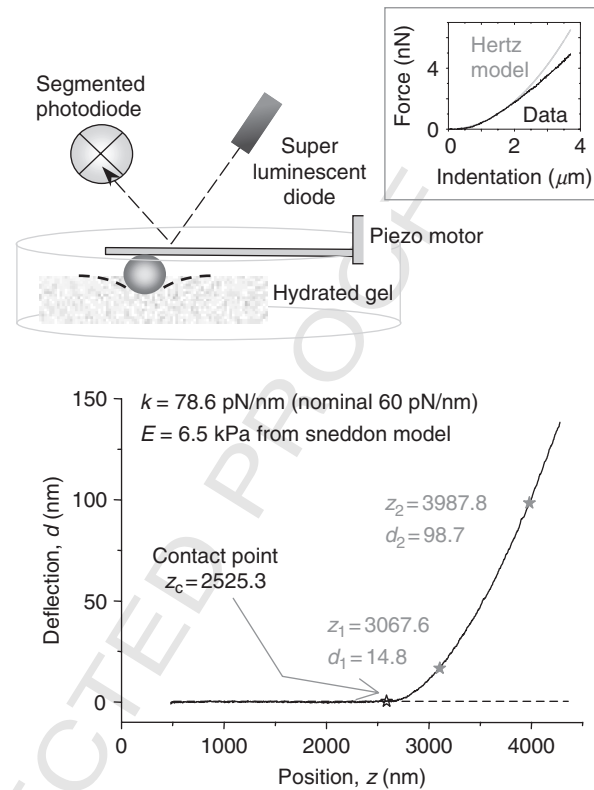 Segmented
photodiode
Super
luminescent
diode
Piezo motor
Hydrated gel
Force (nN)
4
0
Hertz
model
Data
0 2 4
Indentation (μm)
150
100
50
0
Deflection, d (nm)
k = 78.6 pN/nm (nominal 60 pN/nm)
E = 6.5 kPa from sneddon model
z2 = 3987.8
d2 = 98.7
Contact point
zc = 2525.3
z1 = 3067.6
d1 = 14.8
0 1000 2000 3000 4000
Position, z (nm)
CTED PROOF